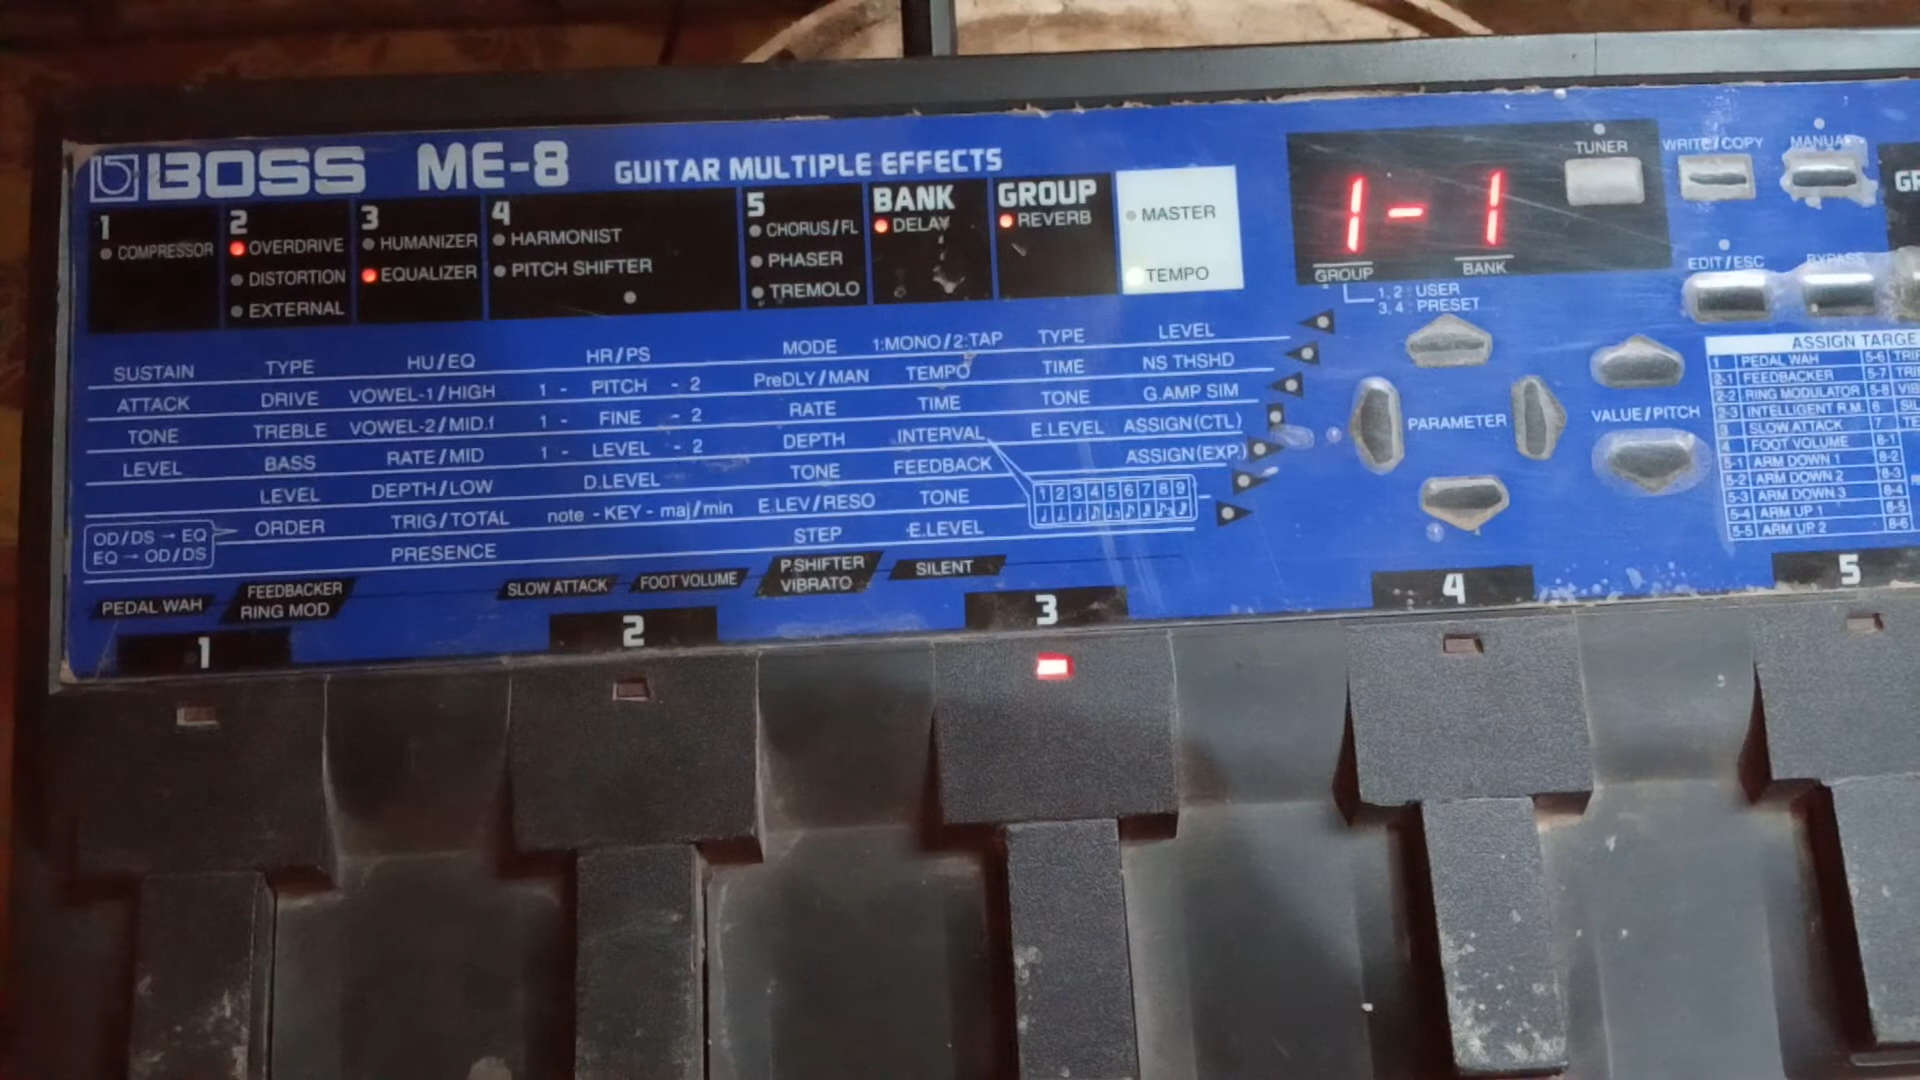 BOSS ME-8 GUITAR MULTIPLE EFFECTS
1
COMPRESSOR
2
OVERDRIVE
DISTORTION
EXTERNAL
3
HUMANIZER
EQUALIZER
4
HARMONIST
PITCH SHIFTER
5
CHORUS/FL
PHASER
TREMOLO
BANK
DELAY
GROUP
REVERB
MASTER
TEMPO
1-1
GROUP BANK
1, 2 : USER
3, 4 : PRESET
TUNER
WRITE/COPY
MANUAL
EDIT/ESC
BYPASS
SUSTAIN TYPE HU/EQ HR/PS MODE 1:MONO/2:TAP TYPE LEVEL
ATTACK DRIVE VOWEL-1/HIGH 1 - PITCH - 2 PreDLY/MAN TEMPO TIME NS THSHD
TONE TREBLE VOWEL-2/MID.f 1 - FINE - 2 RATE TIME TONE G.AMP SIM
LEVEL BASS RATE/MID 1 - LEVEL - 2 DEPTH INTERVAL E.LEVEL ASSIGN(CTL)
LEVEL DEPTH/LOW D.LEVEL TONE FEEDBACK ASSIGN(EXP.)
ORDER TRIG/TOTAL note - KEY - maj/min E.LEV/RESO TONE
PRESENCE STEP E.LEVEL
OD/DS → EQ
EQ → OD/DS
1 2 3 4 5 6 7 8 9
PARAMETER
VALUE/PITCH
ASSIGN TARGE
1 PEDAL WAH
2-1 FEEDBACKER
2-2 RING MODULATOR
2-3 INTELLIGENT R.M.
3 SLOW ATTACK
4 FOOT VOLUME
5-1 ARM DOWN 1
5-2 ARM DOWN 2
5-3 ARM DOWN 3
5-4 ARM UP 1
5-5 ARM UP 2
5-6
5-7
5-8
6
7
8-1
8-2
8-3
8-4
8-5
8-6
PEDAL WAH
FEEDBACKER
RING MOD
SLOW ATTACK
FOOT VOLUME
P.SHIFTER
VIBRATO
SILENT
1 2 3 4 5